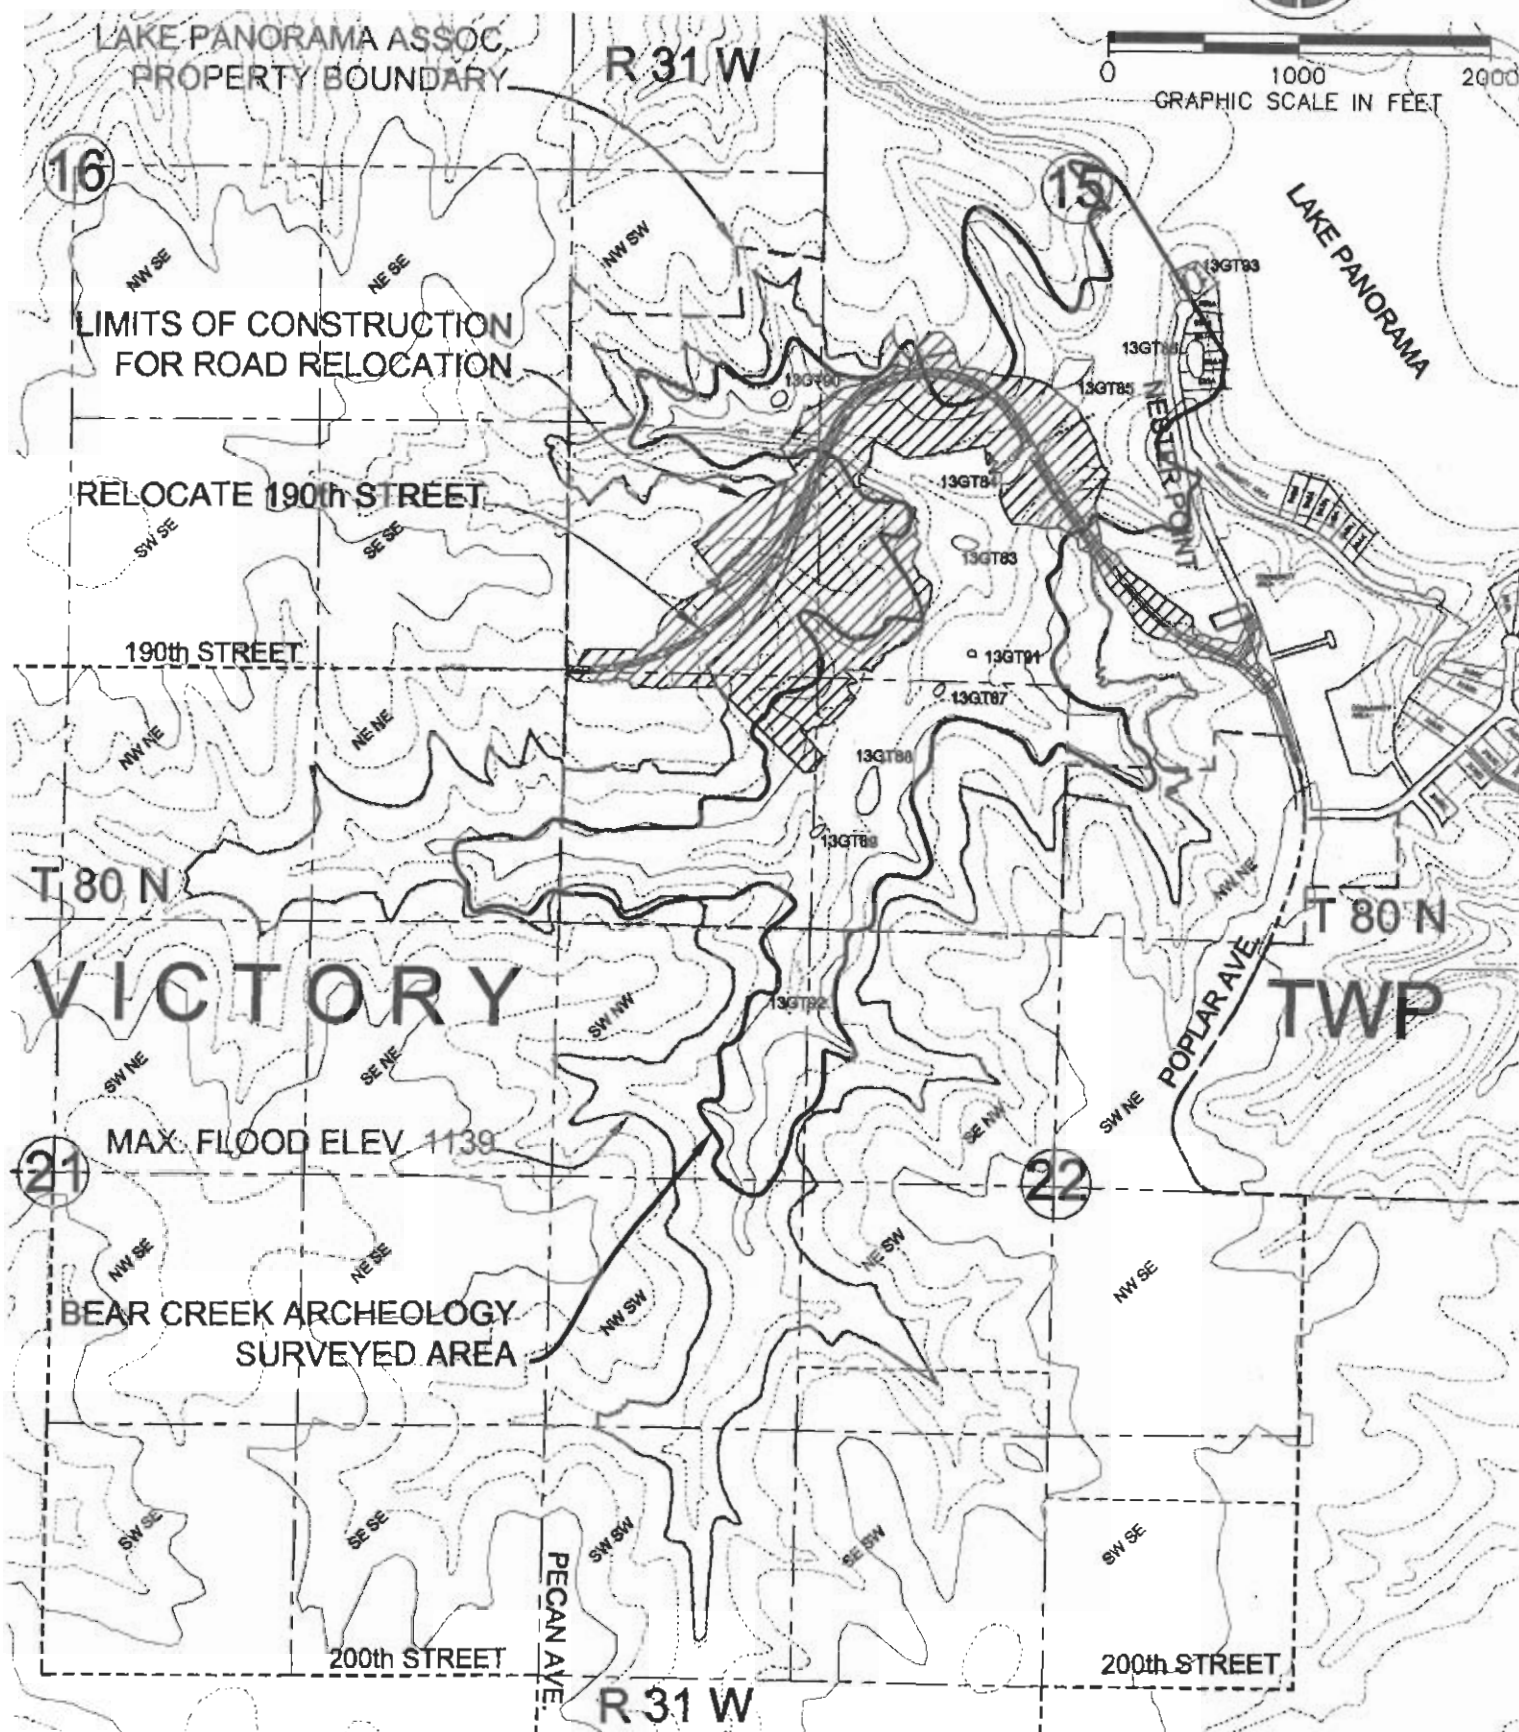 LAKE PANORAMA ASSOC.
PROPERTY BOUNDARY
R 31 W
0 1000 2000
GRAPHIC SCALE IN FEET
16
15
LAKE PANORAMA
NW SE
NE SE
NW SW
13GT93
LIMITS OF CONSTRUCTION
FOR ROAD RELOCATION
13GT90
13GT85
NESTER POINT
RELOCATE 190th STREET
13GT84
SW SE
SE SE
13GT83
190th STREET
13GT91
13GT87
NW NE
NE NE
13GT88
13GT89
NW NE
T 80 N
T 80 N
VICTORY
TWP
SW NW
13GT92
POPLAR AVE
SW NE
SE NE
SE NW
SW NE
MAX. FLOOD ELEV 1139
21
22
NW SE
NE SE
NE SW
NW SE
BEAR CREEK ARCHEOLOGY
SURVEYED AREA
NW SW
SW SE
SE SE
SW SW
SE SW
SW SE
PECAN AVE
200th STREET
200th STREET
R 31 W